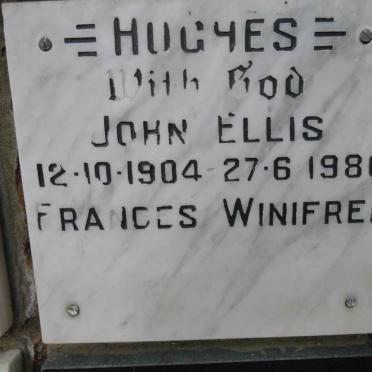 HUGHES
With God
JOHN ELLIS
12·10·1904 27·6 198
FRANCES WINIFRE